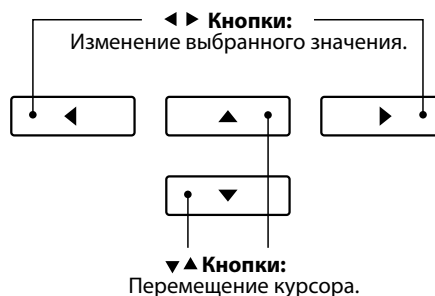 ◀ ▶ Кнопки:
Изменение выбранного значения.
▼▲ Кнопки:
Перемещение курсора.